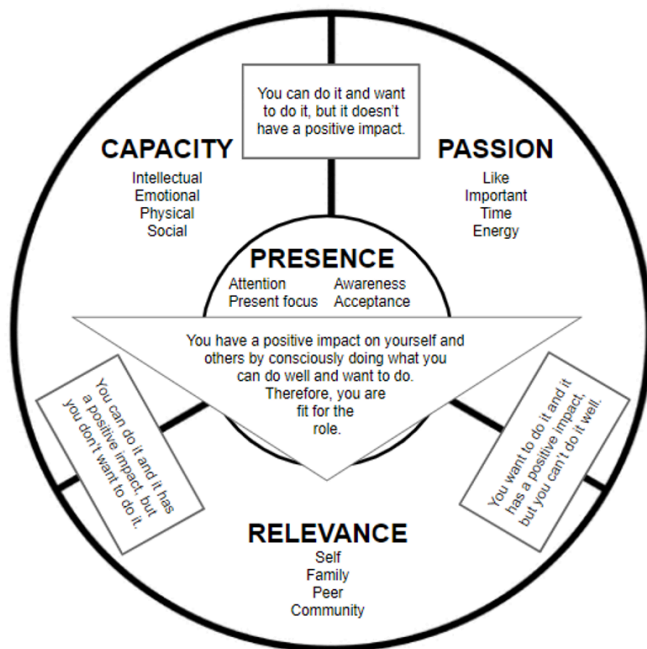 You can do it and want
to do it, but it doesn't
have a positive impact.
CAPACITY
Intellectual
Emotional
Physical
Social
PASSION
Like
Important
Time
Energy
PRESENCE
Attention Awareness
Present focus Acceptance
You have a positive impact on yourself and
others by consciously doing what you
can do well and want to do.
Therefore, you are
fit for the
role.
You can do it and it has
a positive impact, but
you don't want to do it.
You want to do it and it
has a positive impact,
but you can't do it well.
RELEVANCE
Self
Family
Peer
Community